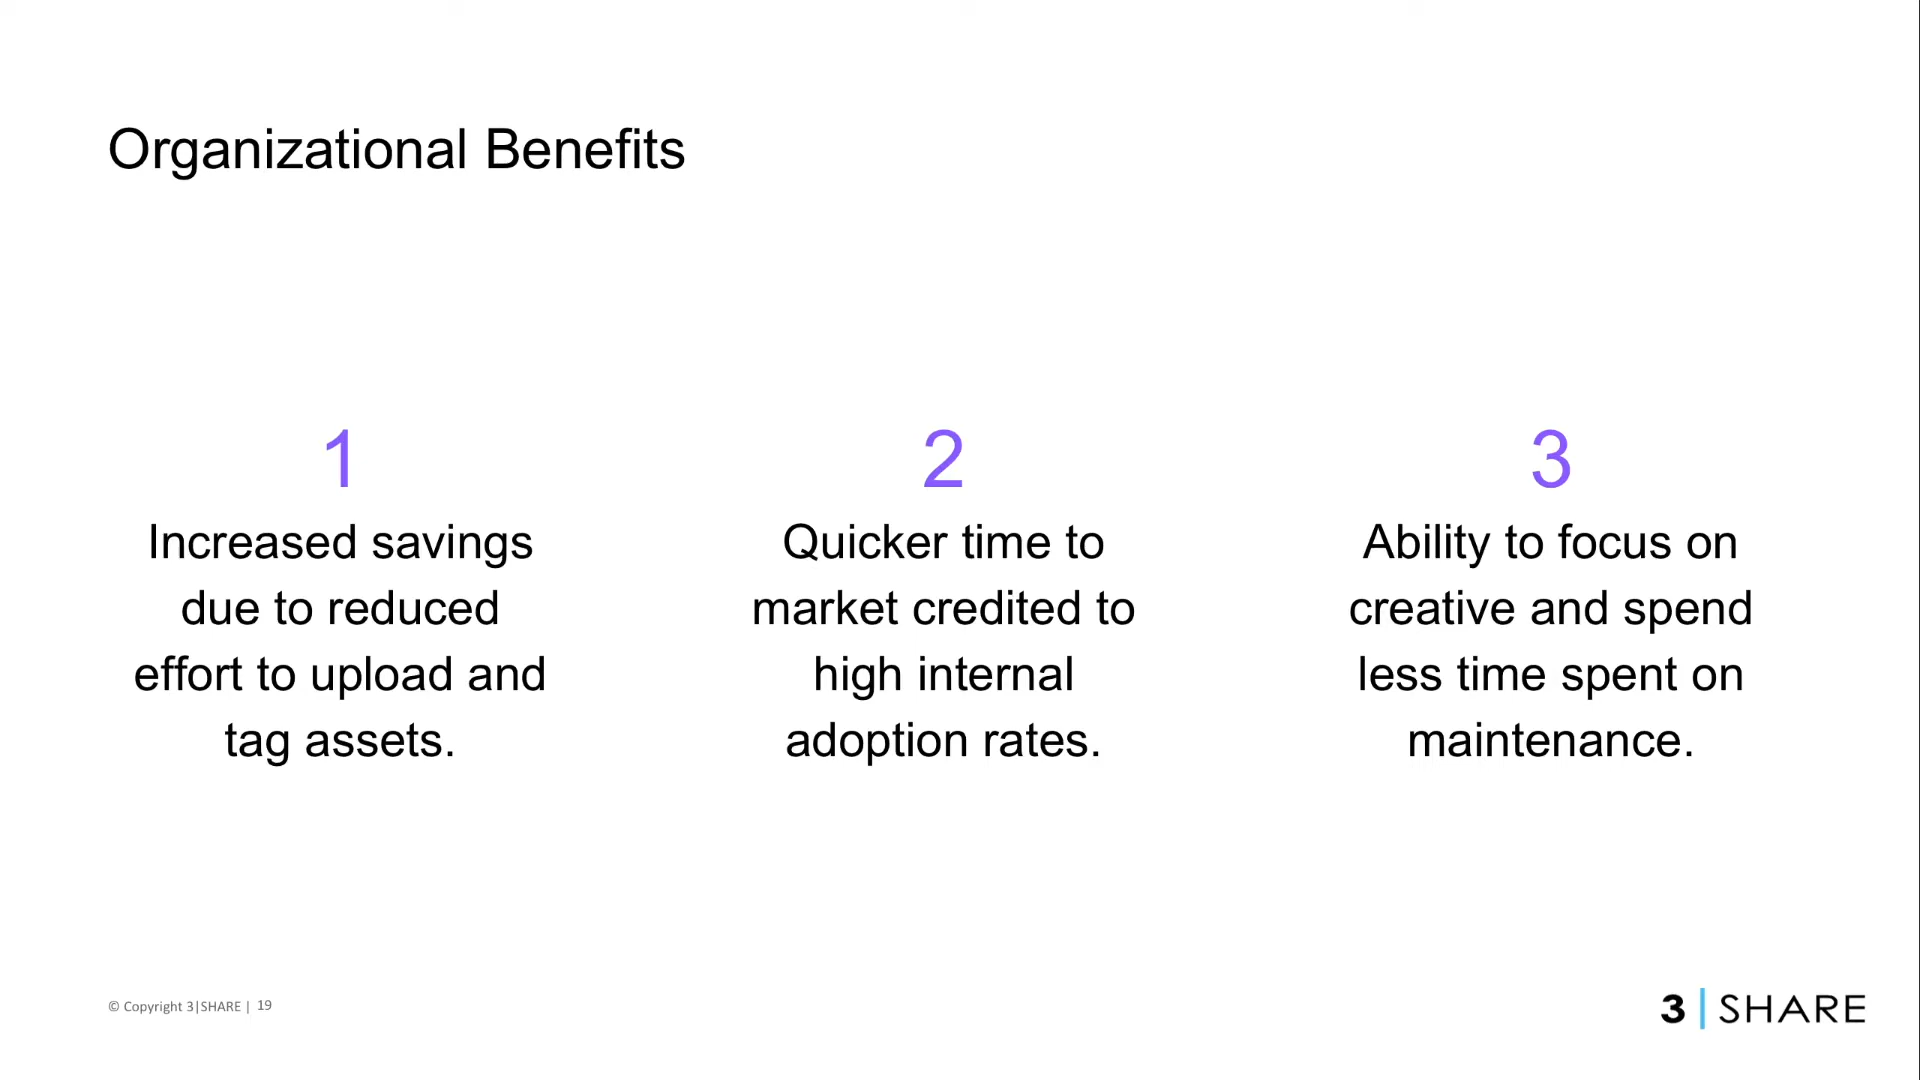 Organizational Benefits
1
Increased savings
due to reduced
effort to upload and
tag assets.
2
Quicker time to
market credited to
high internal
adoption rates.
3
Ability to focus on
creative and spend
less time spent on
maintenance.
© Copyright 3|SHARE | 19
3 | SHARE